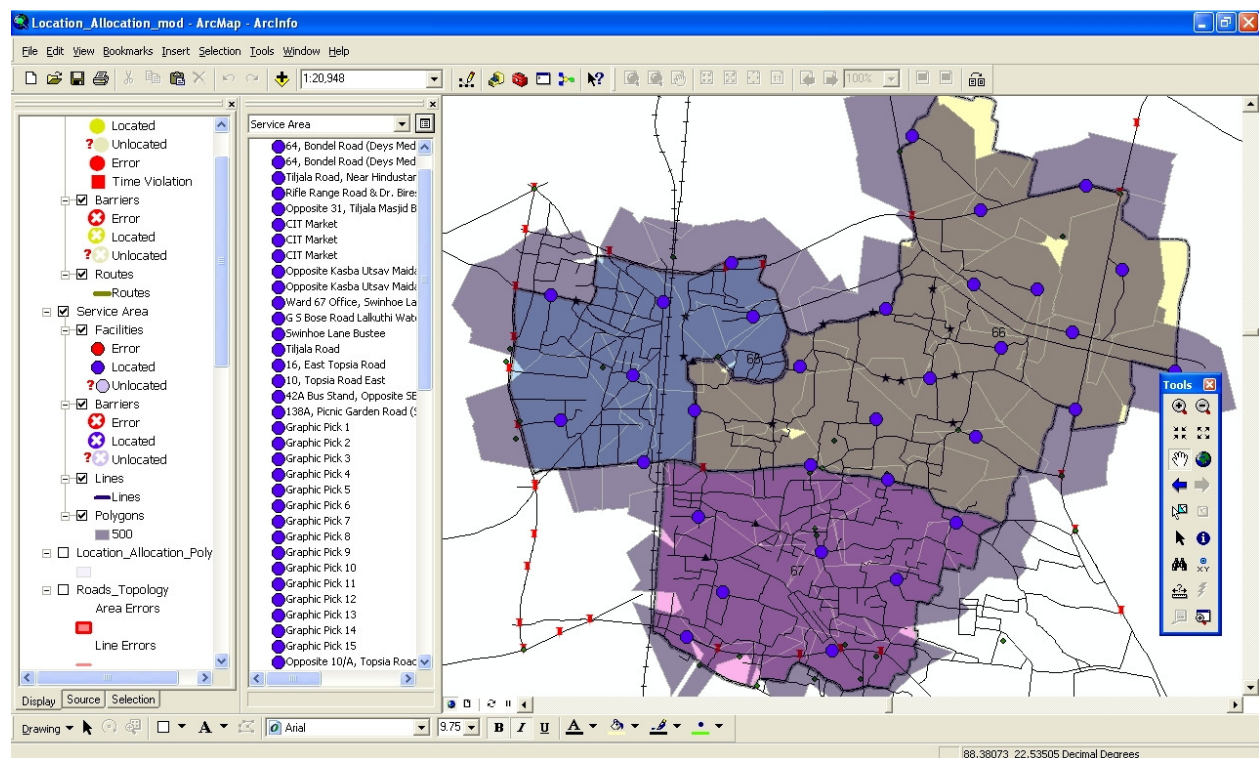 Location_Allocation_mod - ArcMap - ArcInfo
File Edit View Bookmarks Insert Selection Tools Window Help
1:20,948
100%
Located
Unlocated
Error
Time Violation
Barriers
Error
Located
Unlocated
Routes
Routes
Service Area
Facilities
Error
Located
Unlocated
Barriers
Error
Located
Unlocated
Lines
Lines
Polygons
500
Location_Allocation_Poly
Roads_Topology
Area Errors
Line Errors
Display Source Selection
Service Area
64, Bondel Road (Deys Med
64, Bondel Road (Deys Med
Tiljala Road, Near Hindustar
Rifle Range Road & Dr. Bires
Opposite 31, Tiljala Masjid B
CIT Market
CIT Market
CIT Market
Opposite Kasba Utsav Maida
Opposite Kasba Utsav Maida
Ward 67 Office, Swinhoe La
G S Bose Road Lalkuthi Wat
Swinhoe Lane Bustee
Tiljala Road
16, East Topsia Road
10, Topsia Road East
42A Bus Stand, Opposite SE
138A, Picnic Garden Road (S
Graphic Pick 1
Graphic Pick 2
Graphic Pick 3
Graphic Pick 4
Graphic Pick 5
Graphic Pick 6
Graphic Pick 7
Graphic Pick 8
Graphic Pick 9
Graphic Pick 10
Graphic Pick 11
Graphic Pick 12
Graphic Pick 13
Graphic Pick 14
Graphic Pick 15
Opposite 10/A, Topsia Road
66
65
67
Tools
XY
Drawing A Arial 9.75 B I U A
88.38073 22.53505 Decimal Degrees